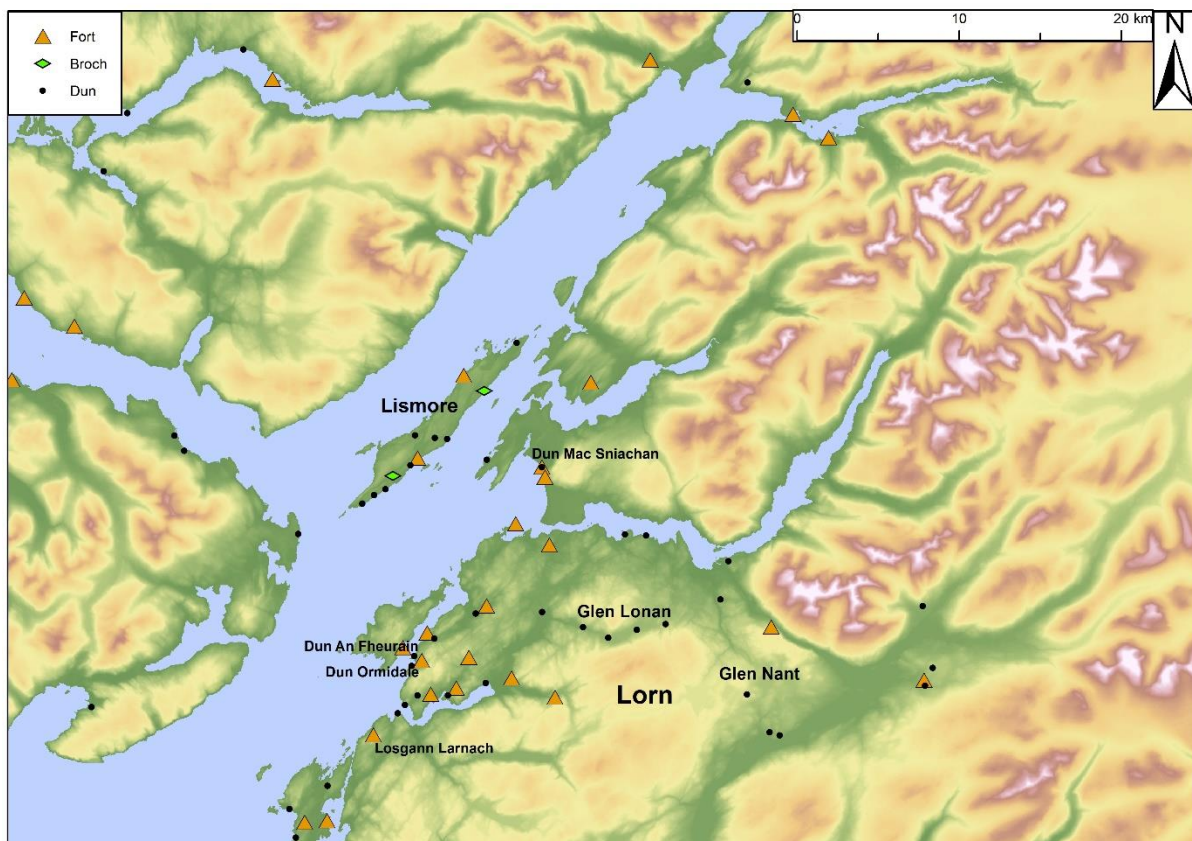 Fort
Broch
Dun
0 10 20 km
N
Lismore
Dun Mac Sniachan
Glen Lonan
Dun An Fheurain
Dun Ormidale
Glen Nant
Lorn
Losgann Larnach